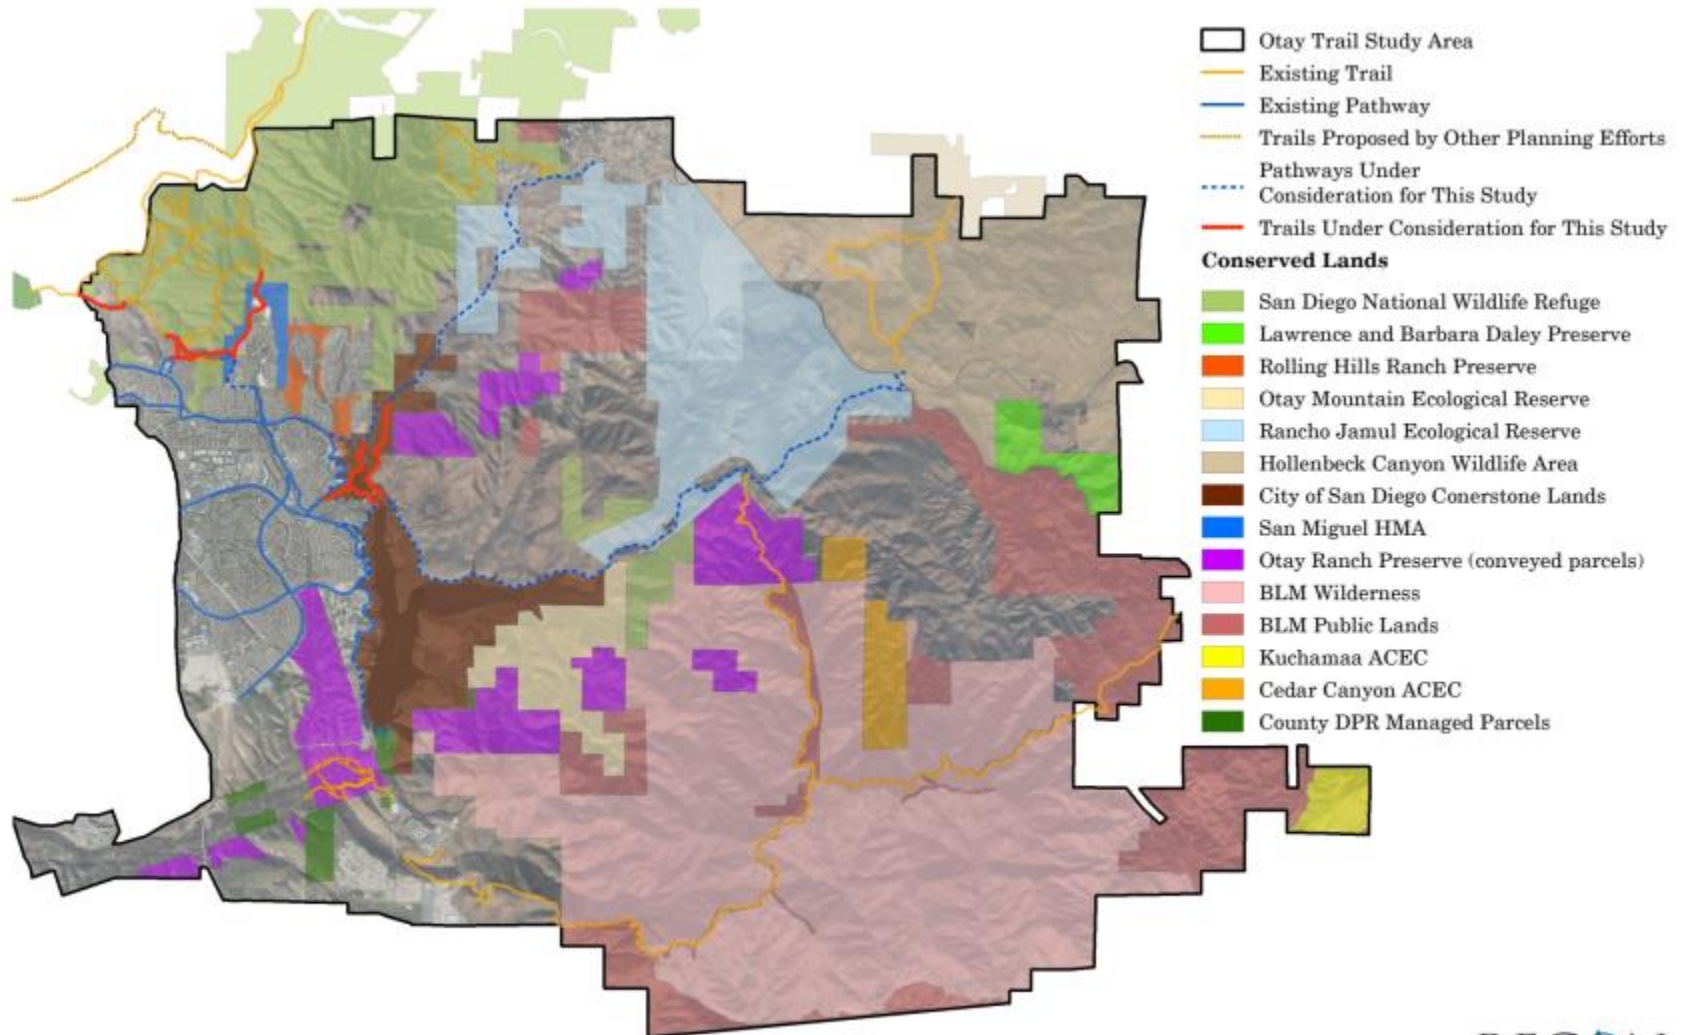 Otay Trail Study Area
Existing Trail
Existing Pathway
Trails Proposed by Other Planning Efforts
Pathways Under
Consideration for This Study
Trails Under Consideration for This Study
Conserved Lands
San Diego National Wildlife Refuge
Lawrence and Barbara Daley Preserve
Rolling Hills Ranch Preserve
Otay Mountain Ecological Reserve
Rancho Jamul Ecological Reserve
Hollenbeck Canyon Wildlife Area
City of San Diego Conerstone Lands
San Miguel HMA
Otay Ranch Preserve (conveyed parcels)
BLM Wilderness
BLM Public Lands
Kuchamaa ACEC
Cedar Canyon ACEC
County DPR Managed Parcels